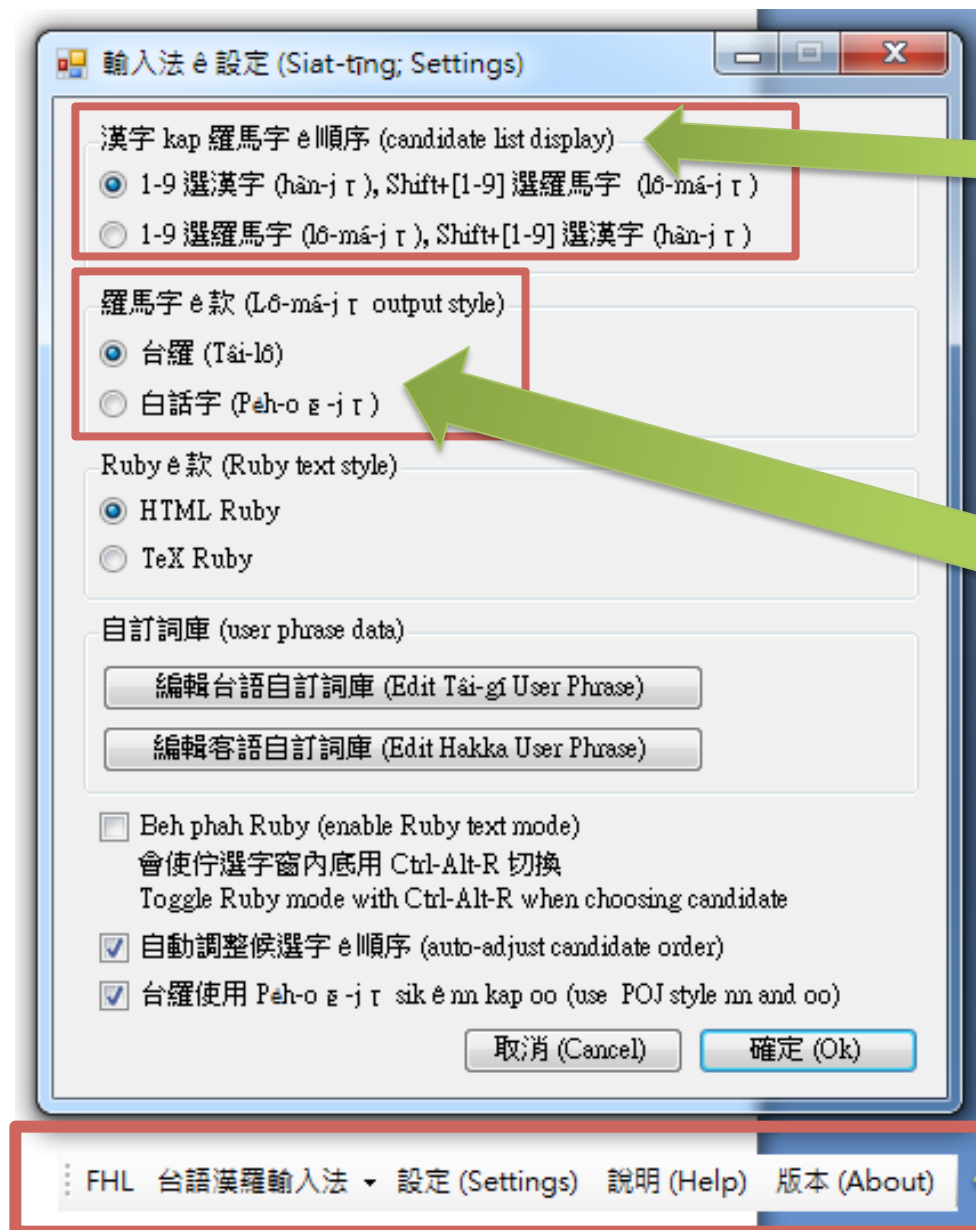 輸入法 ê 設定 (Siat-tīng; Settings)
漢字 kap 羅馬字 ê 順序 (candidate list display)
1-9 選漢字 (hàn-jī), Shift+[1-9] 選羅馬字 (lô-má-jī)
1-9 選羅馬字 (lô-má-jī), Shift+[1-9] 選漢字 (hàn-jī)
羅馬字 ê 款 (Lô-má-jī output style)
台羅 (Tâi-lô)
白話字 (Pe̍h-oē-jī)
Ruby ê 款 (Ruby text style)
HTML Ruby
TeX Ruby
自訂詞庫 (user phrase data)
編輯台語自訂詞庫 (Edit Tâi-gí User Phrase)
編輯客語自訂詞庫 (Edit Hakka User Phrase)
Beh phah Ruby (enable Ruby text mode)
會使佇選字窗內底用 Ctrl-Alt-R 切換
Toggle Ruby mode with Ctrl-Alt-R when choosing candidate
自動調整候選字 ê 順序 (auto-adjust candidate order)
台羅使用 Pe̍h-oē-jī sik ê nn kap oo (use POJ style nn and oo)
取消 (Cancel) 確定 (Ok)
FHL 台語漢羅輸入法 設定 (Settings) 說明 (Help) 版本 (About)